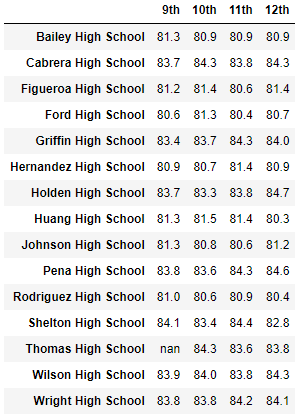 9th 10th 11th 12th
Bailey High School 81.3 80.9 80.9 80.9
Cabrera High School 83.7 84.3 83.8 84.3
Figueroa High School 81.2 81.4 80.6 81.4
Ford High School 80.6 81.3 80.4 80.7
Griffin High School 83.4 83.7 84.3 84.0
Hernandez High School 80.9 80.7 81.4 80.9
Holden High School 83.7 83.3 83.8 84.7
Huang High School 81.3 81.5 81.4 80.3
Johnson High School 81.3 80.8 80.6 81.2
Pena High School 83.8 83.6 84.3 84.6
Rodriguez High School 81.0 80.6 80.9 80.4
Shelton High School 84.1 83.4 84.4 82.8
Thomas High School nan 84.3 83.6 83.8
Wilson High School 83.9 84.0 83.8 84.3
Wright High School 83.8 83.8 84.2 84.1